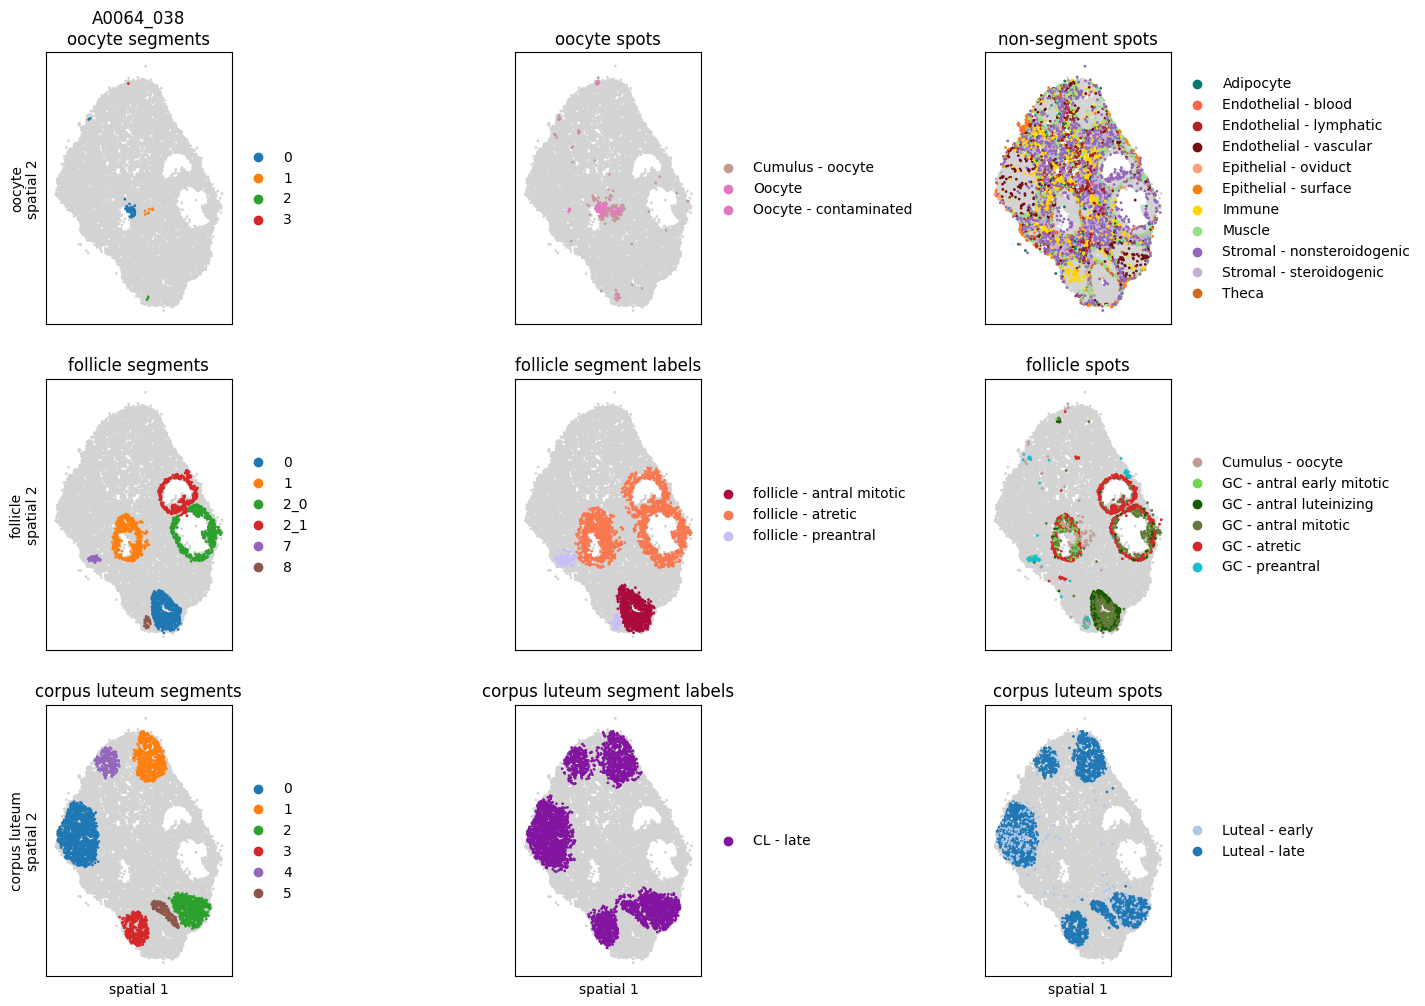 A0064_038
oocyte segments
oocyte spots
non-segment spots
oocyte
spatial 2
0
1
2
3
Cumulus - oocyte
Oocyte
Oocyte - contaminated
Adipocyte
Endothelial - blood
Endothelial - lymphatic
Endothelial - vascular
Epithelial - oviduct
Epithelial - surface
Immune
Muscle
Stromal - nonsteroidogenic
Stromal - steroidogenic
Theca
follicle segments
follicle segment labels
follicle spots
follicle
spatial 2
0
1
2_0
2_1
7
8
follicle - antral mitotic
follicle - atretic
follicle - preantral
Cumulus - oocyte
GC - antral early mitotic
GC - antral luteinizing
GC - antral mitotic
GC - atretic
GC - preantral
corpus luteum segments
corpus luteum segment labels
corpus luteum spots
corpus luteum
spatial 2
0
1
2
3
4
5
CL - late
Luteal - early
Luteal - late
spatial 1
spatial 1
spatial 1